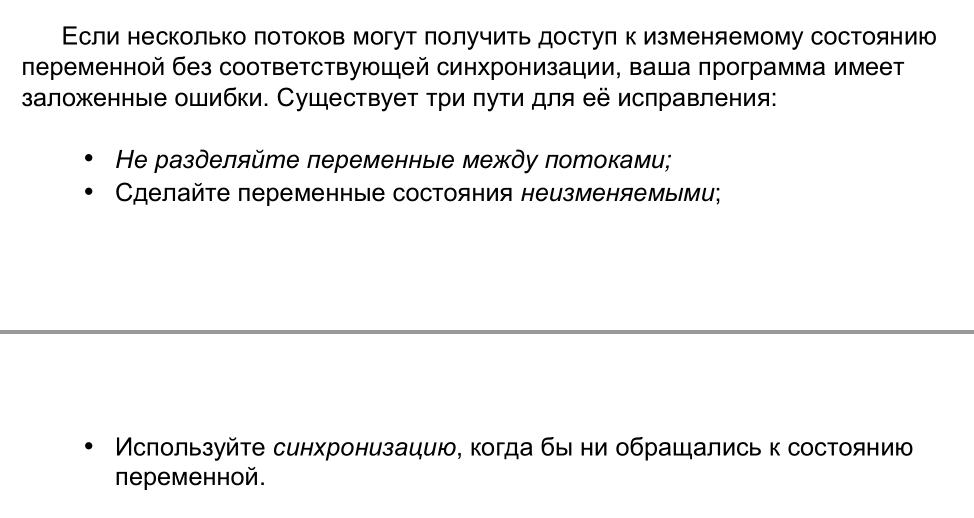 Если несколько потоков могут получить доступ к изменяемому состоянию
переменной без соответствующей синхронизации, ваша программа имеет
заложенные ошибки. Существует три пути для её исправления:
• Не разделяйте переменные между потоками;
• Сделайте переменные состояния неизменяемыми;
• Используйте синхронизацию, когда бы ни обращались к состоянию
переменной.